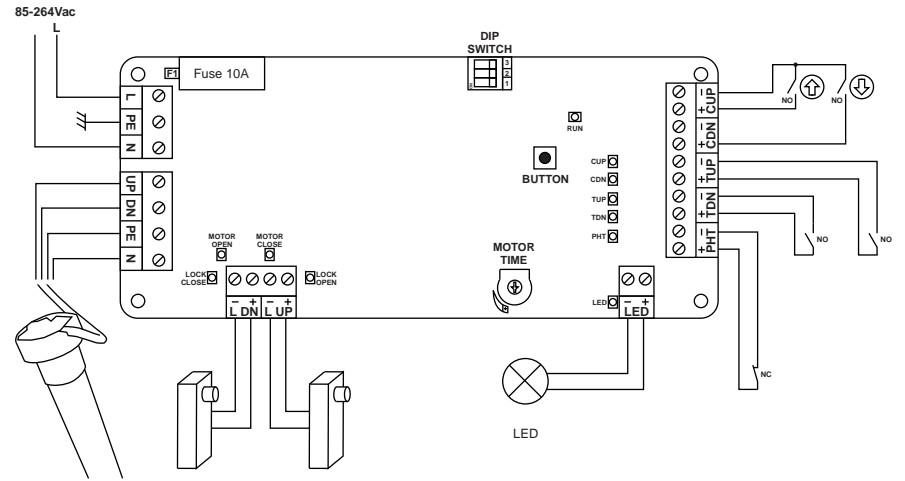 85-264Vac
L
F1
Fuse 10A
DIP
SWITCH
3
2
1
L
PE
N
UP
DN
PE
N
RUN
BUTTON
CUP
CDN
TUP
TDN
PHT
MOTOR
OPEN
MOTOR
CLOSE
LOCK
CLOSE
LOCK
OPEN
MOTOR
TIME
LED
− +
L DN
− +
L UP
− +
LED
− + CUP
− + CDN
− + TUP
− + TDN
− + PHT
NO
NO
NO
NO
NC
LED